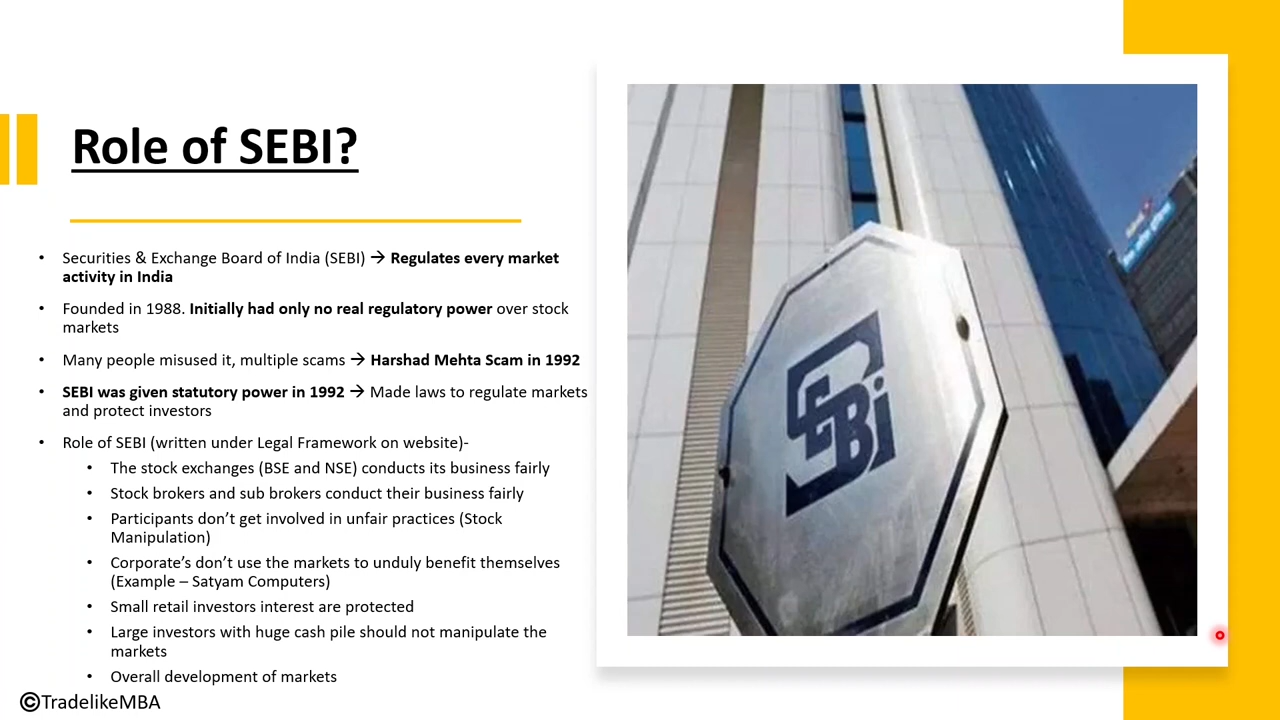 Role of SEBI?
• Securities & Exchange Board of India (SEBI) → Regulates every market
activity in India
• Founded in 1988. Initially had only no real regulatory power over stock
markets
• Many people misused it, multiple scams → Harshad Mehta Scam in 1992
• SEBI was given statutory power in 1992 → Made laws to regulate markets
and protect investors
• Role of SEBI (written under Legal Framework on website)-
• The stock exchanges (BSE and NSE) conducts its business fairly
• Stock brokers and sub brokers conduct their business fairly
• Participants don’t get involved in unfair practices (Stock
Manipulation)
• Corporate’s don’t use the markets to unduly benefit themselves
(Example – Satyam Computers)
• Small retail investors interest are protected
• Large investors with huge cash pile should not manipulate the
markets
• Overall development of markets
©TradelikeMBA
SEBi